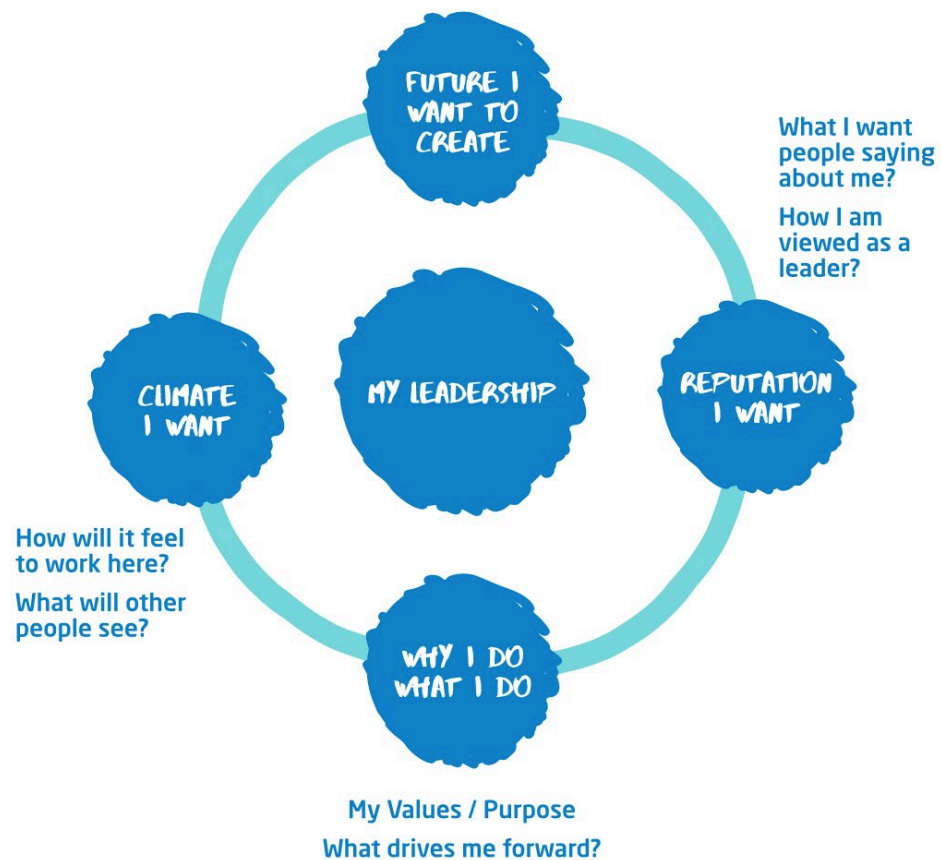 FUTURE I
WANT TO
CREATE
What I want
people saying
about me?
How I am
viewed as a
leader?
CLIMATE
I WANT
MY LEADERSHIP
REPUTATION
I WANT
How will it feel
to work here?
What will other
people see?
WHY I DO
WHAT I DO
My Values / Purpose
What drives me forward?